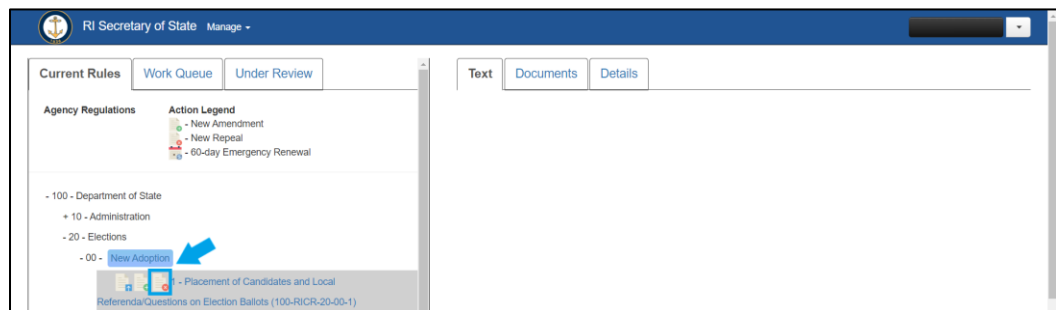 RI Secretary of State Manage
Current Rules Work Queue Under Review
Text Documents Details
Agency Regulations Action Legend
- New Amendment
- New Repeal
- 60-day Emergency Renewal
- 100 - Department of State
+ 10 - Administration
- 20 - Elections
- 00 - New Adoption
1 - Placement of Candidates and Local
Referenda/Questions on Election Ballots (100-RICR-20-00-1)